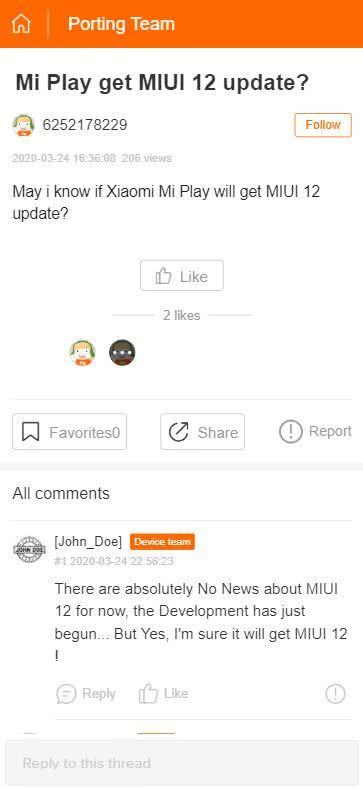 Porting Team
Mi Play get MIUI 12 update?
6252178229
Follow
2020-03-24 16:36:08 206 views
May i know if Xiaomi Mi Play will get MIUI 12
update?
Like
2 likes
Favorites0
Share
Report
All comments
JOHN DOE
[John_Doe] Device team
#1 2020-03-24 22:56:23
There are absolutely No News about MIUI
12 for now, the Development has just
begun... But Yes, I'm sure it will get MIUI 12
!
Reply
Like
Reply to this thread